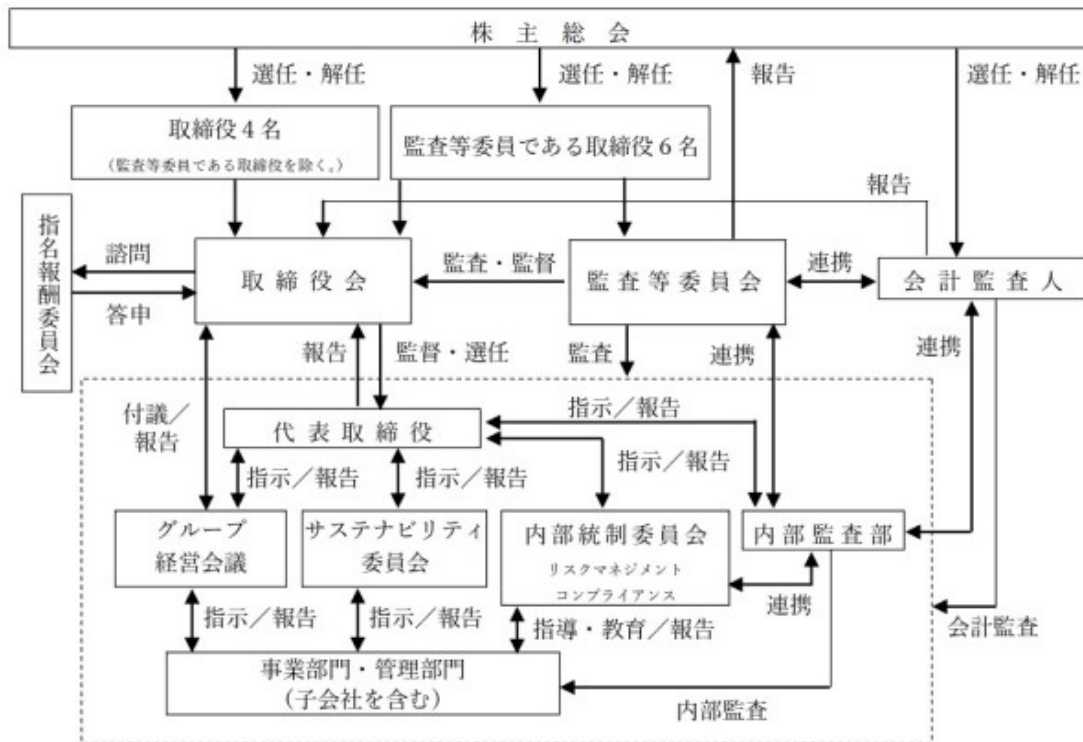 株主総会
選任・解任
選任・解任
報告
選任・解任
取締役４名
（監査等委員である取締役を除く。）
監査等委員である取締役６名
報告
指名報酬委員会
諮問
答申
取締役会
監査・監督
監査等委員会
連携
会計監査人
報告
監督・選任
監査
連携
連携
付議／
報告
代表取締役
指示／報告
指示／報告
指示／報告
指示／報告
グループ
経営会議
サステナビリティ
委員会
内部統制委員会
リスクマネジメント
コンプライアンス
内部監査部
連携
指示／報告
指示／報告
指導・教育／報告
会計監査
事業部門・管理部門
（子会社を含む）
内部監査